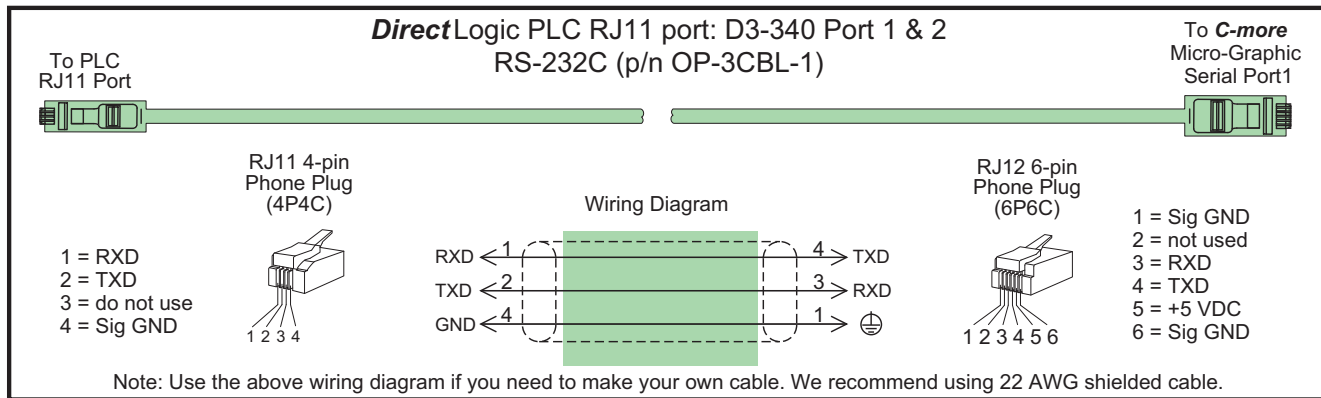 DirectLogic PLC RJ11 port: D3-340 Port 1 & 2
RS-232C (p/n OP-3CBL-1)
To PLC
RJ11 Port
To C-more
Micro-Graphic
Serial Port1
RJ11 4-pin
Phone Plug
(4P4C)
1 = RXD
2 = TXD
3 = do not use
4 = Sig GND
1 2 3 4
Wiring Diagram
RXD 1 4 TXD
TXD 2 3 RXD
GND 4 1
RJ12 6-pin
Phone Plug
(6P6C)
1 2 3 4 5 6
1 = Sig GND
2 = not used
3 = RXD
4 = TXD
5 = +5 VDC
6 = Sig GND
Note: Use the above wiring diagram if you need to make your own cable. We recommend using 22 AWG shielded cable.